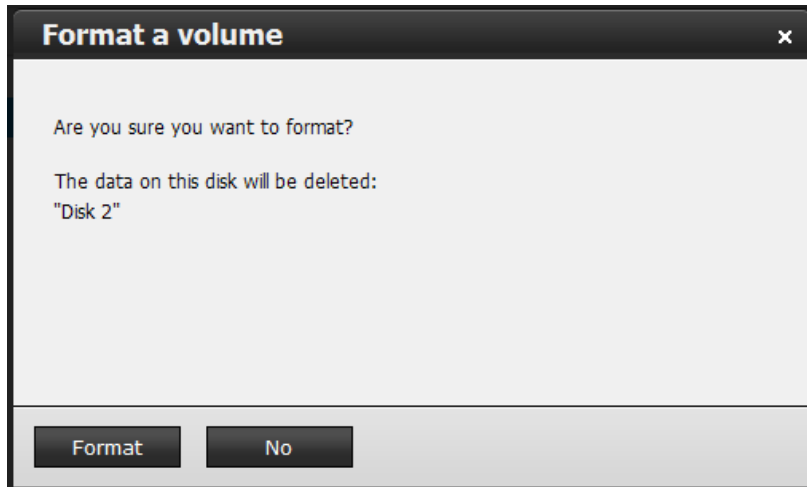 Format a volume
×
Are you sure you want to format?
The data on this disk will be deleted:
"Disk 2"
Format
No